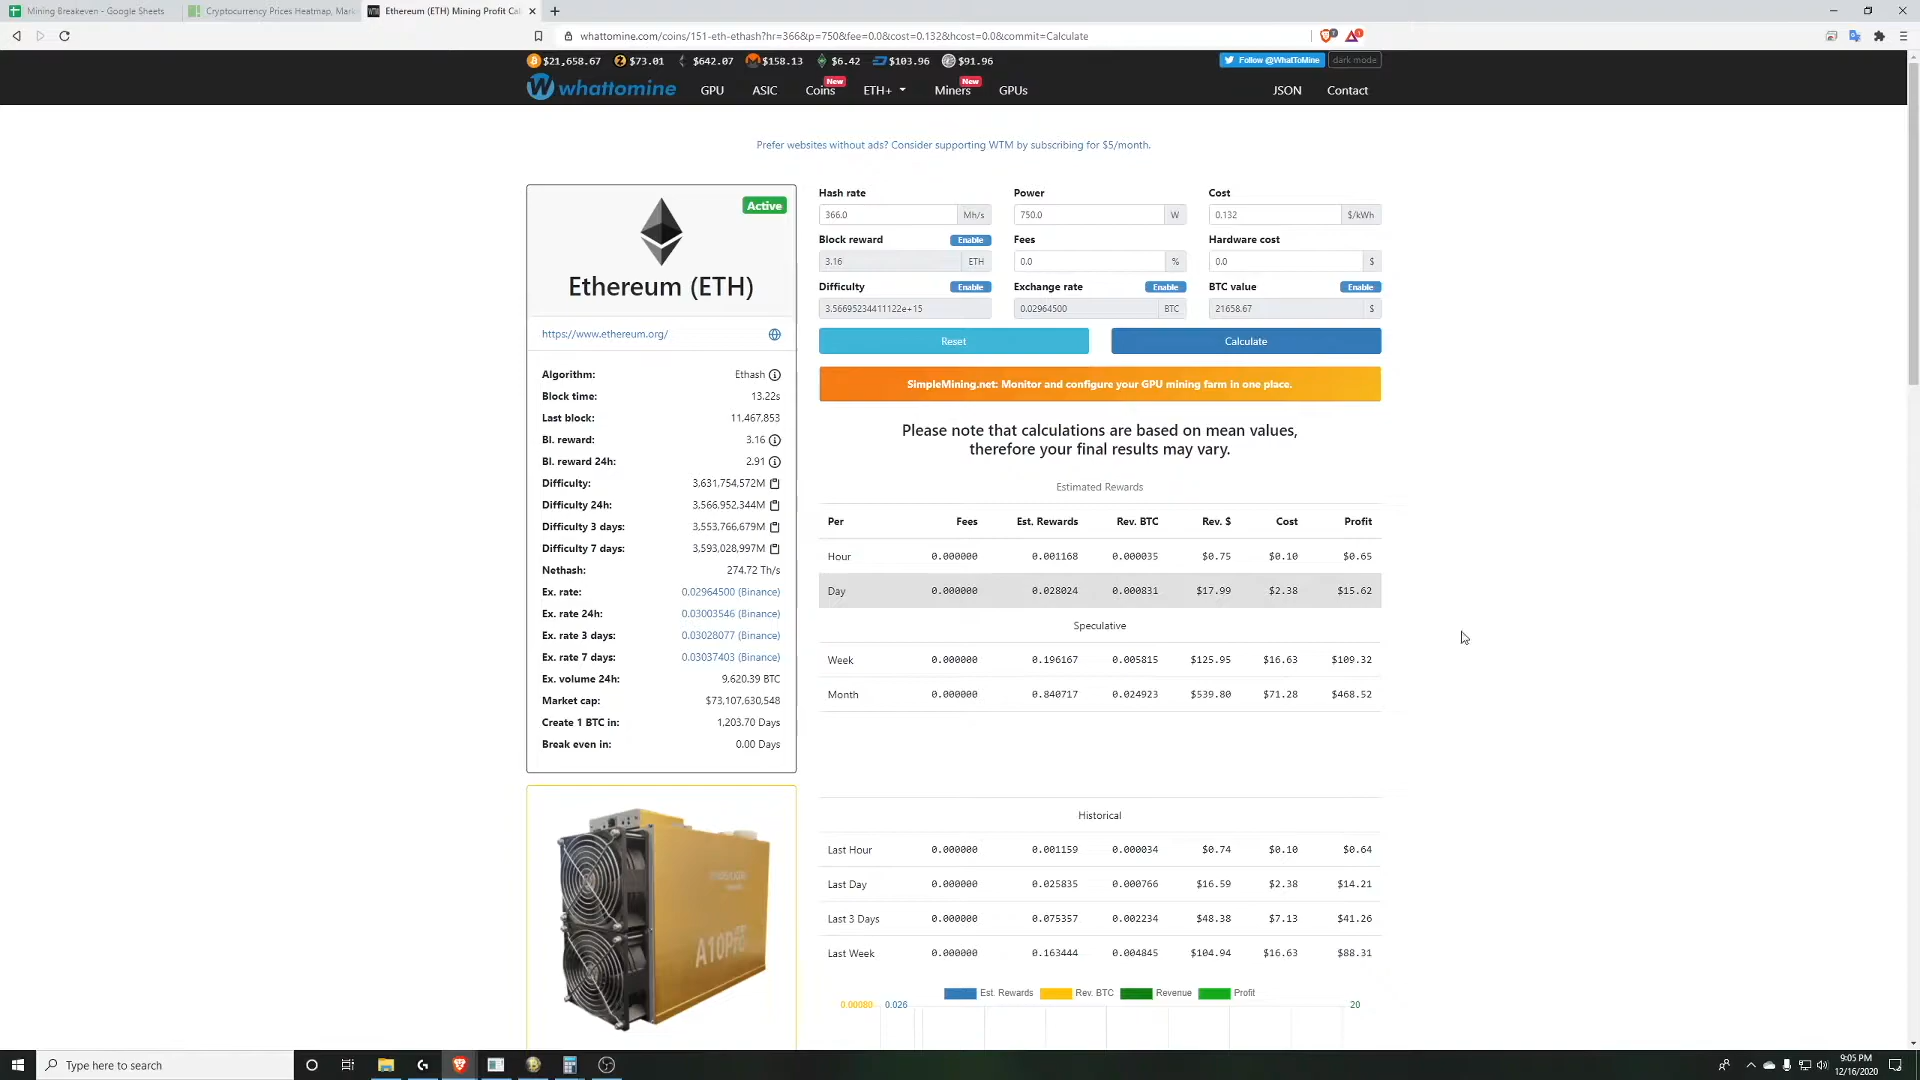 Mining Breakeven - Google Sheets
Cryptocurrency Prices Heatmap, Mark
Ethereum (ETH) Mining Profit Cal
whattomine.com/coins/151-eth-ethash?hr=366&p=750&fee=0.0&cost=0.132&hcost=0.0&commit=Calculate
$21,658.67 $73.01 $642.07 $158.13 $6.42 $103.96 $91.96
Follow @WhatToMine dark mode
whattomine GPU ASIC Coins New ETH+ Miners New GPUs JSON Contact
Prefer websites without ads? Consider supporting WTM by subscribing for $5/month.
Active
Ethereum (ETH)
https://www.ethereum.org/
Algorithm: Ethash
Block time: 13.22s
Last block: 11,467,853
Bl. reward: 3.16
Bl. reward 24h: 2.91
Difficulty: 3,631,754,572M
Difficulty 24h: 3,566,952,344M
Difficulty 3 days: 3,553,766,679M
Difficulty 7 days: 3,593,028,997M
Nethash: 274.72 Th/s
Ex. rate: 0.02964500 (Binance)
Ex. rate 24h: 0.03003546 (Binance)
Ex. rate 3 days: 0.03028077 (Binance)
Ex. rate 7 days: 0.03037403 (Binance)
Ex. volume 24h: 9,620.39 BTC
Market cap: $73,107,630,548
Create 1 BTC in: 1,203.70 Days
Break even in: 0.00 Days
A10Pro
Hash rate Power Cost
366.0 Mh/s 750.0 W 0.132 $/kWh
Block reward Enable Fees Hardware cost
3.16 ETH 0.0 % 0.0 $
Difficulty Enable Exchange rate Enable BTC value Enable
3.56695234411122e+15 0.02964500 BTC 21658.67 $
Reset Calculate
SimpleMining.net: Monitor and configure your GPU mining farm in one place.
Please note that calculations are based on mean values,
therefore your final results may vary.
Estimated Rewards
Per Fees Est. Rewards Rev. BTC Rev. $ Cost Profit
Hour 0.000000 0.001168 0.000035 $0.75 $0.10 $0.65
Day 0.000000 0.028024 0.000831 $17.99 $2.38 $15.62
Speculative
Week 0.000000 0.196167 0.005815 $125.95 $16.63 $109.32
Month 0.000000 0.840717 0.024923 $539.80 $71.28 $468.52
Historical
Last Hour 0.000000 0.001159 0.000034 $0.74 $0.10 $0.64
Last Day 0.000000 0.025835 0.000766 $16.59 $2.38 $14.21
Last 3 Days 0.000000 0.075357 0.002234 $48.38 $7.13 $41.26
Last Week 0.000000 0.163444 0.004845 $104.94 $16.63 $88.31
Est. Rewards Rev. BTC Revenue Profit
0.00080 0.026 20
Type here to search
9:05 PM
12/16/2020